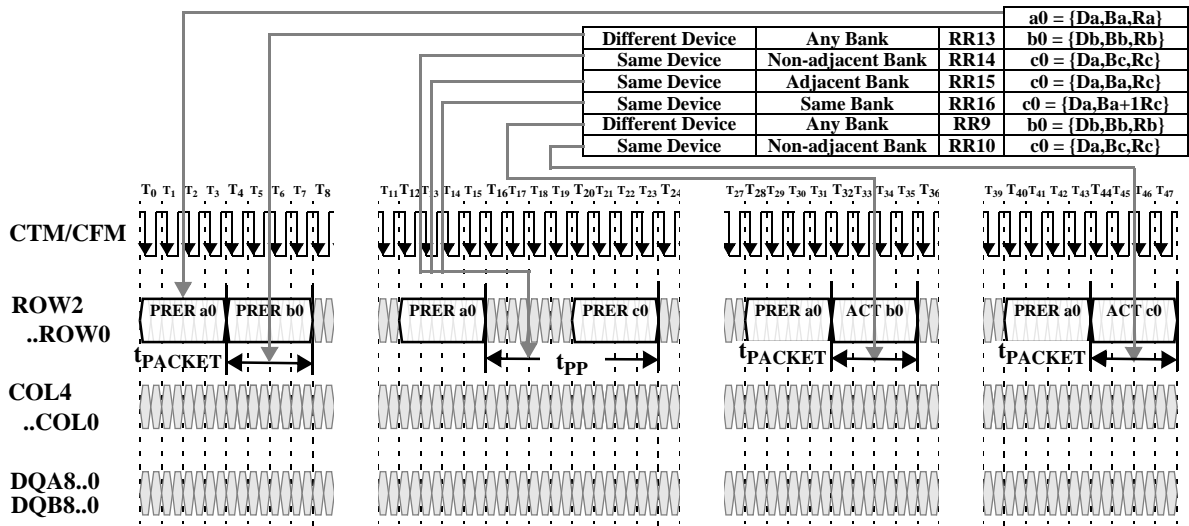 a0 = {Da,Ba,Ra}
Different Device Any Bank RR13 b0 = {Db,Bb,Rb}
Same Device Non-adjacent Bank RR14 c0 = {Da,Bc,Rc}
Same Device Adjacent Bank RR15 c0 = {Da,Ba,Rc}
Same Device Same Bank RR16 c0 = {Da,Ba+1Rc}
Different Device Any Bank RR9 b0 = {Db,Bb,Rb}
Same Device Non-adjacent Bank RR10 c0 = {Da,Bc,Rc}
T0 T1 T2 T3 T4 T5 T6 T7 T8 T11 T12 T13 T14 T15 T16 T17 T18 T19 T20 T21 T22 T23 T24 T27 T28 T29 T30 T31 T32 T33 T34 T35 T36 T39 T40 T41 T42 T43 T44 T45 T46 T47
CTM/CFM
ROW2
..ROW0
PRER a0 PRER b0 PRER a0 PRER c0 PRER a0 ACT b0 PRER a0 ACT c0
tPACKET tPP tPACKET tPACKET
COL4
..COL0
DQA8..0
DQB8..0